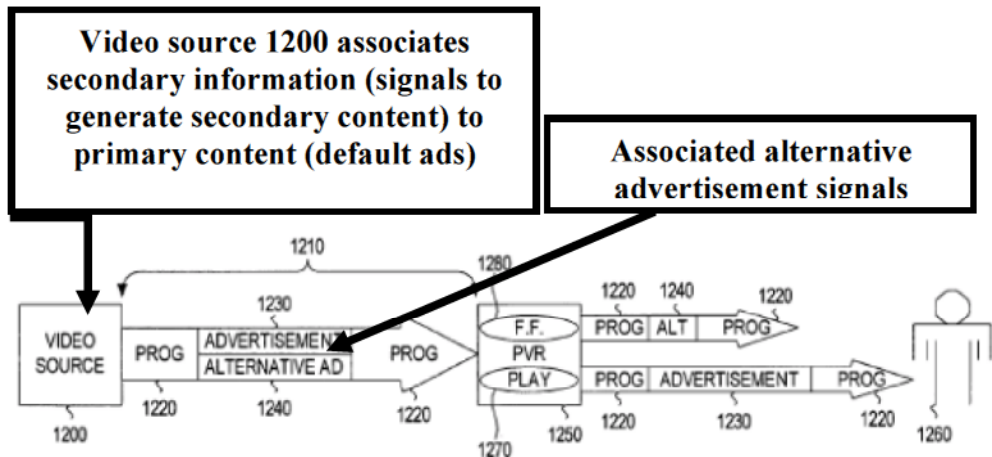 Video source 1200 associates
secondary information (signals to
generate secondary content) to
primary content (default ads)
Associated alternative
advertisement signals
1210
1280
1220 1240 1220
1230
VIDEO
SOURCE
PROG
ADVERTISEMENT
ALTERNATIVE AD
PROG
F.F.
PVR
PLAY
PROG ALT PROG
PROG ADVERTISEMENT PROG
1200
1220
1240
1220
1270
1250
1220
1230
1220
1260